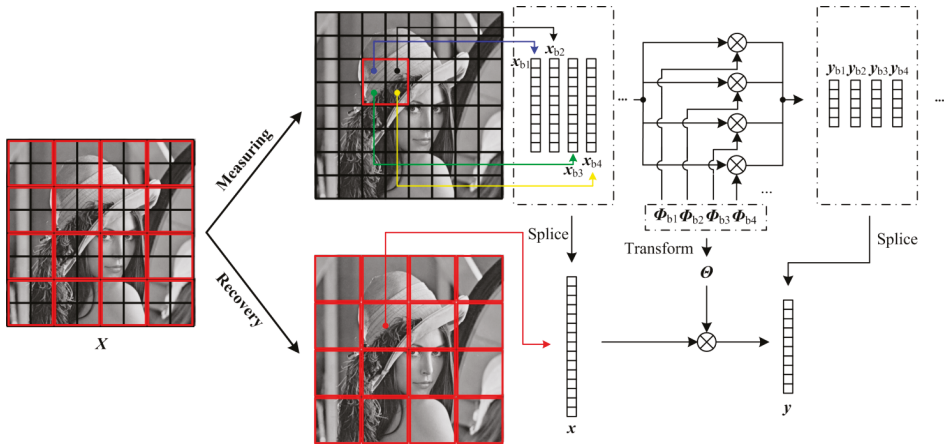 X
Measuring
Recovery
x_b1
x_b2
x_b3
x_b4
...
...
Φ_b1 Φ_b2 Φ_b3 Φ_b4
y_b1 y_b2 y_b3 y_b4
...
Splice
Transform
Splice
Θ
x
y